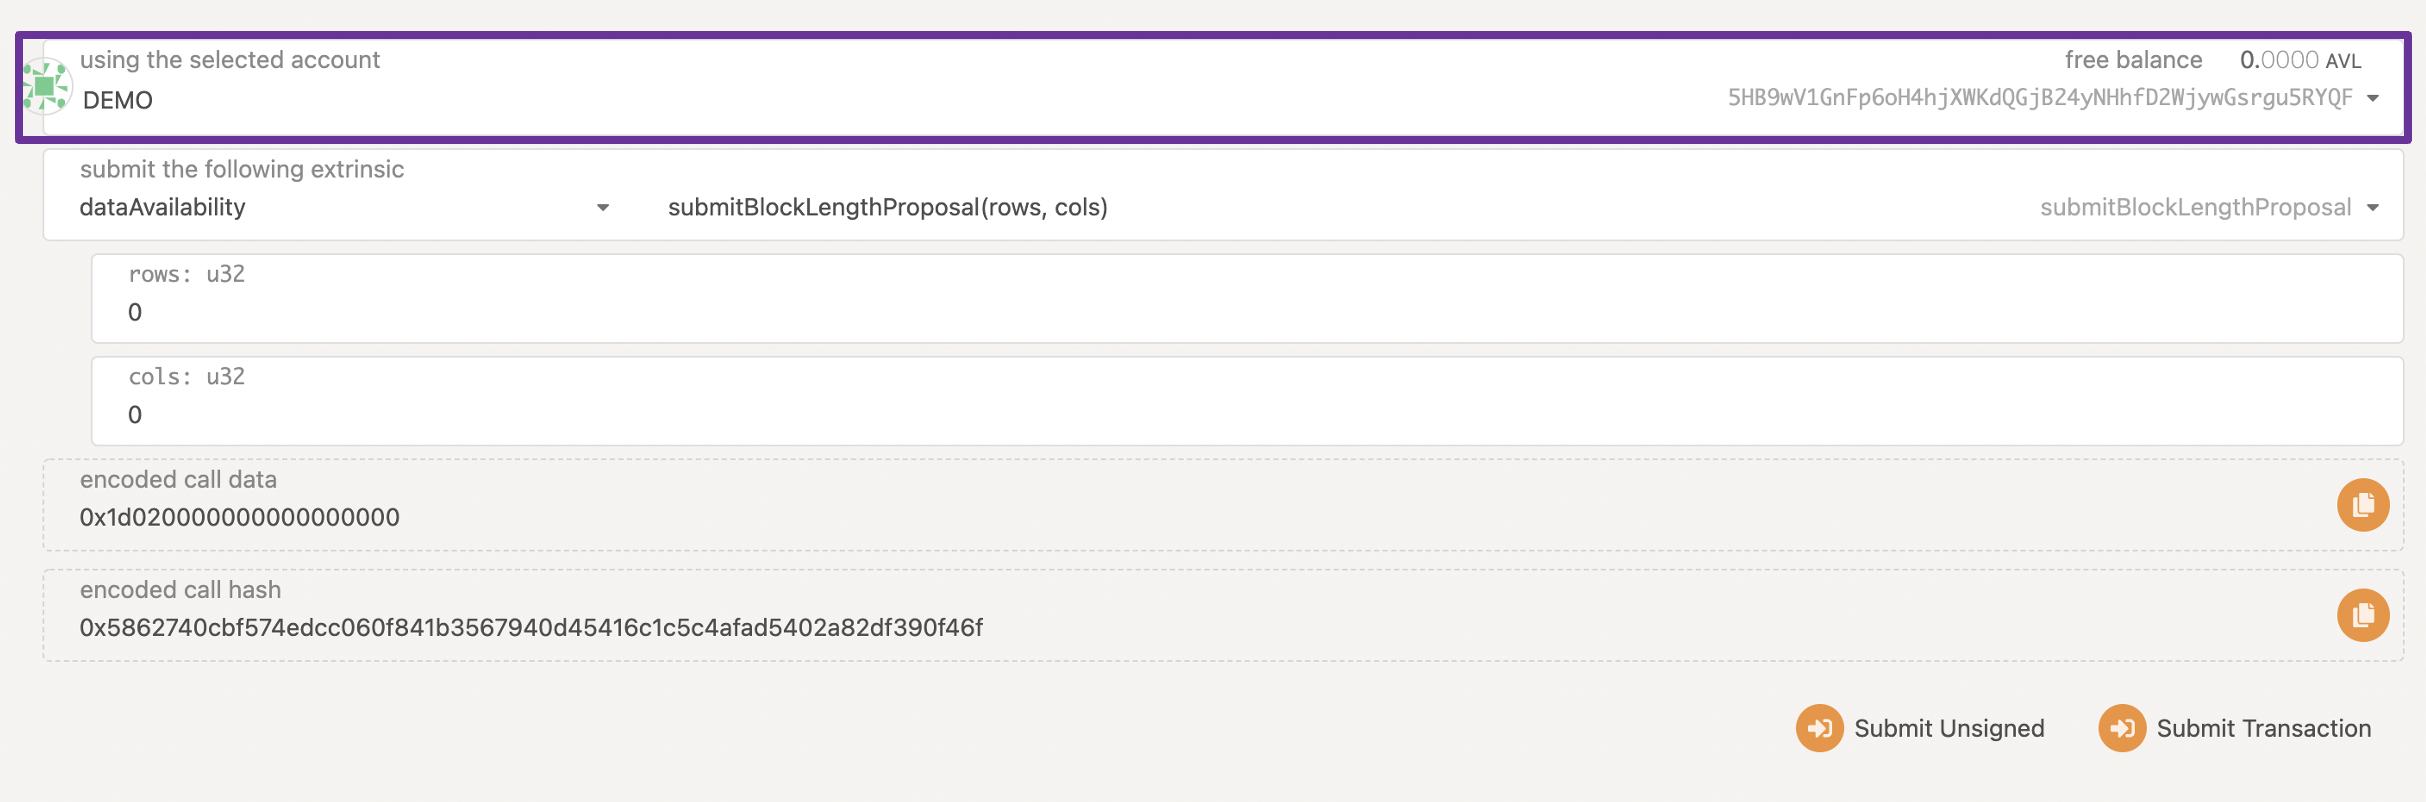 using the selected account
free balance 0.0000 AVL
DEMO
5HB9wV1GnFp6oH4hjXWKdQGjB24yNHhfD2WjywGsrgu5RYQF
submit the following extrinsic
dataAvailability
submitBlockLengthProposal(rows, cols)
submitBlockLengthProposal
rows: u32
0
cols: u32
0
encoded call data
0x1d020000000000000000
encoded call hash
0x5862740cbf574edcc060f841b3567940d45416c1c5c4afad5402a82df390f46f
Submit Unsigned
Submit Transaction